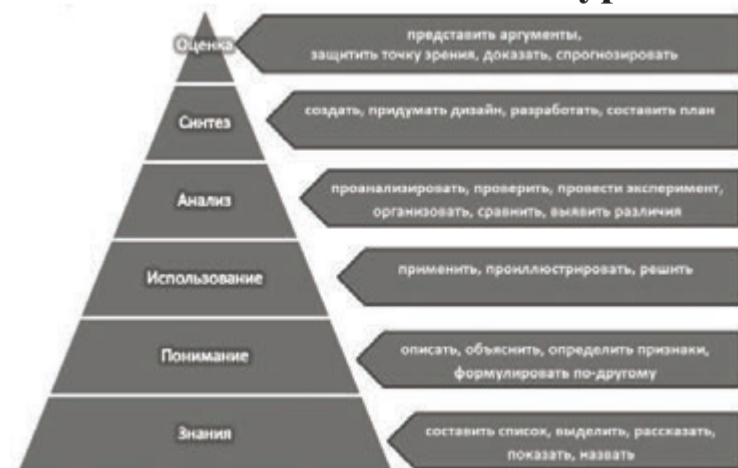 Оценка
представить аргументы,
защитить точку зрения, доказать, спрогнозировать
Синтез
создать, придумать дизайн, разработать, составить план
Анализ
проанализировать, проверить, провести эксперимент,
организовать, сравнить, выявить различия
Использование
применить, проиллюстрировать, решить
Понимание
описать, объяснить, определить признаки,
формулировать по-другому
Знания
составить список, выделить, рассказать,
показать, назвать